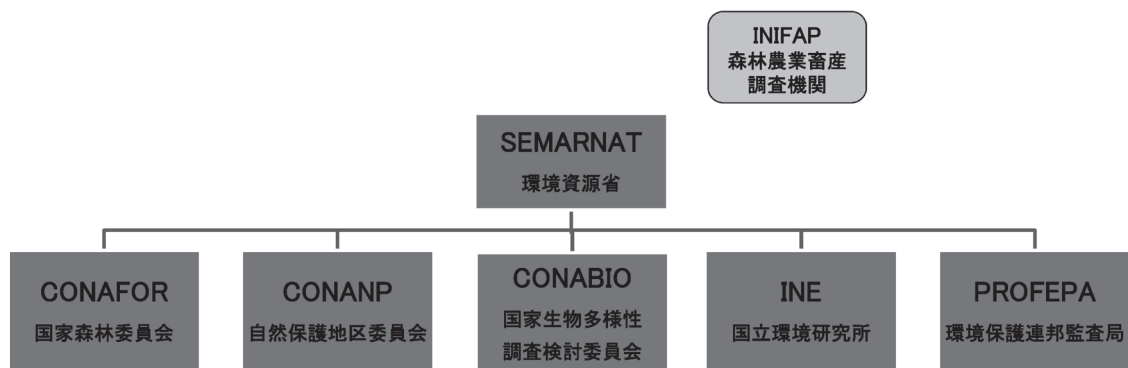 INIFAP
森林農業畜産
調査機関
SEMARNAT
環境資源省
CONAFOR
国家森林委員会
CONANP
自然保護地区委員会
CONABIO
国家生物多様性
調査検討委員会
INE
国立環境研究所
PROFEPA
環境保護連邦監査局